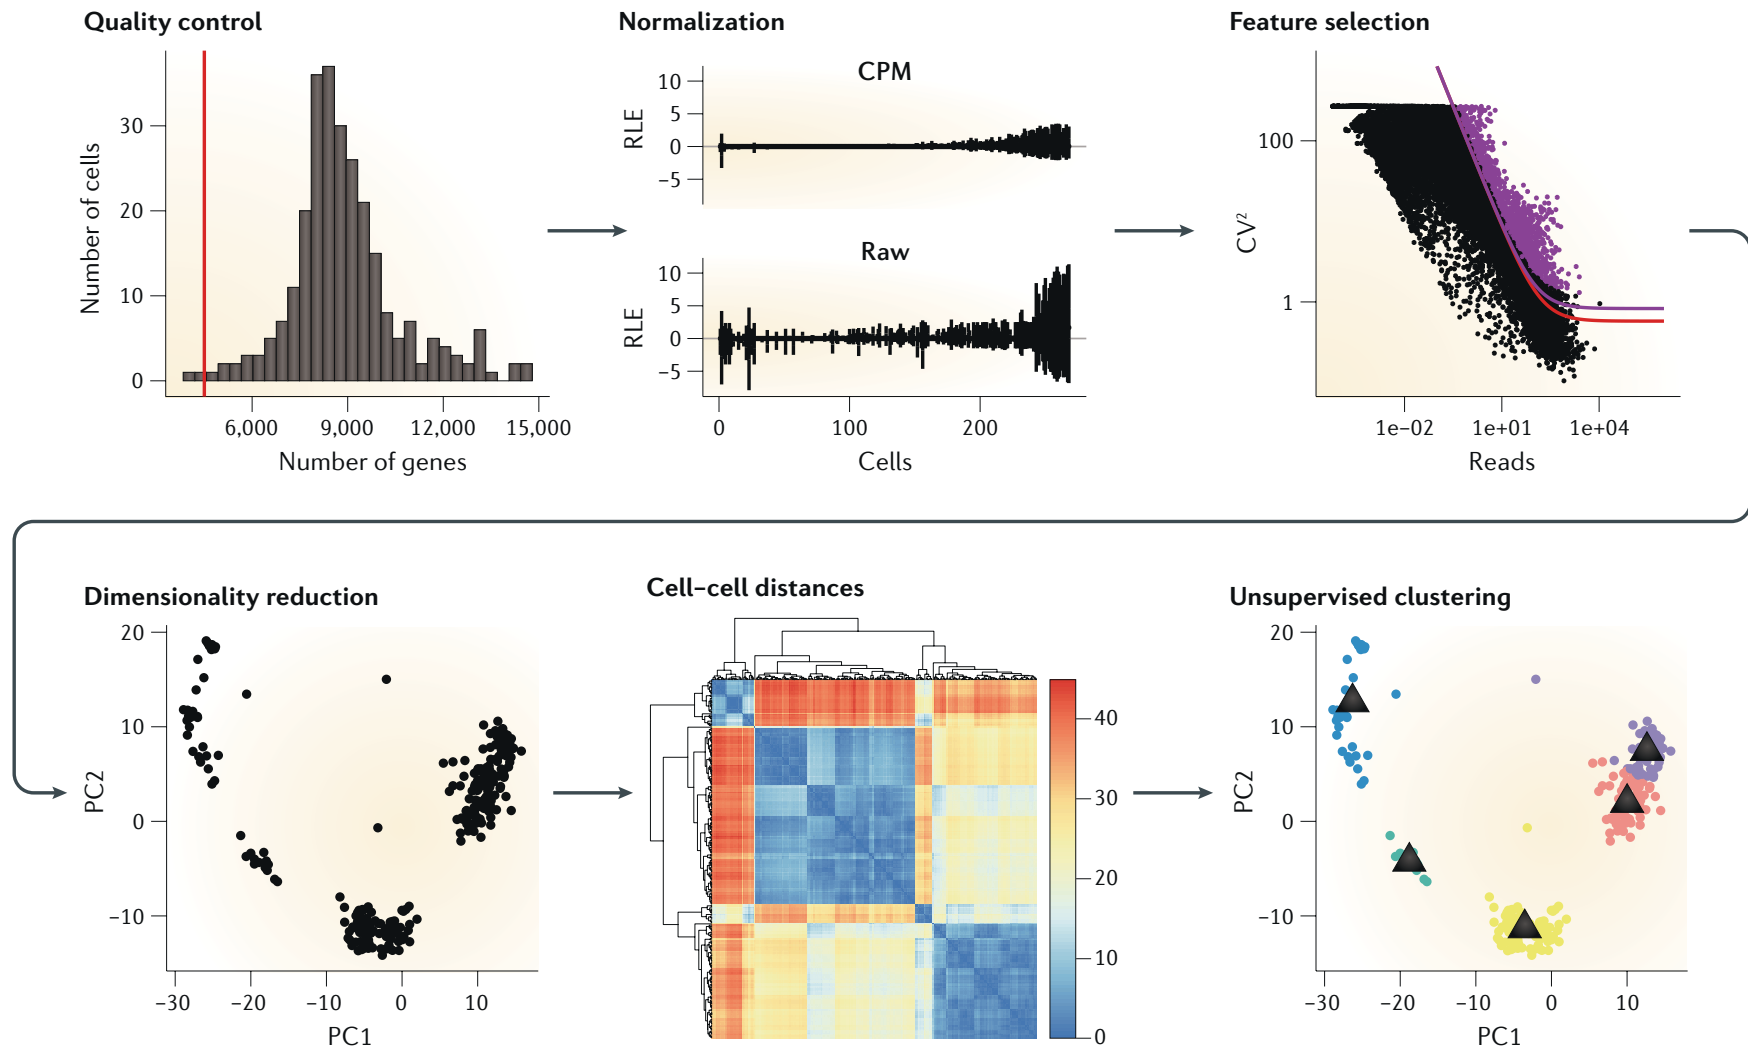 Quality control
Number of cells
30
20
10
0
6,000
9,000
12,000
15,000
Number of genes
Normalization
CPM
RLE
10
5
0
−5
Raw
RLE
10
5
0
−5
0
100
200
Cells
Feature selection
CV²
100
1
1e−02
1e+01
1e+04
Reads
Dimensionality reduction
PC2
20
10
0
−10
−30
−20
−10
0
10
PC1
Cell–cell distances
40
30
20
10
0
Unsupervised clustering
PC2
20
10
0
−10
−30
−20
−10
0
10
PC1